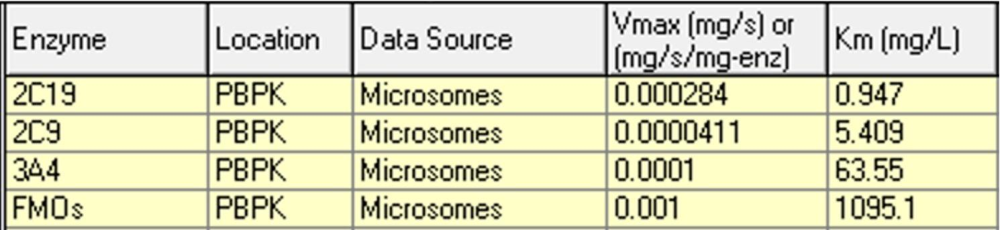 Enzyme Location Data Source Vmax (mg/s) or (mg/s/mg-enz) Km (mg/L)
2C19 PBPK Microsomes 0.000284 0.947
2C9 PBPK Microsomes 0.0000411 5.409
3A4 PBPK Microsomes 0.0001 63.55
FMOs PBPK Microsomes 0.001 1095.1